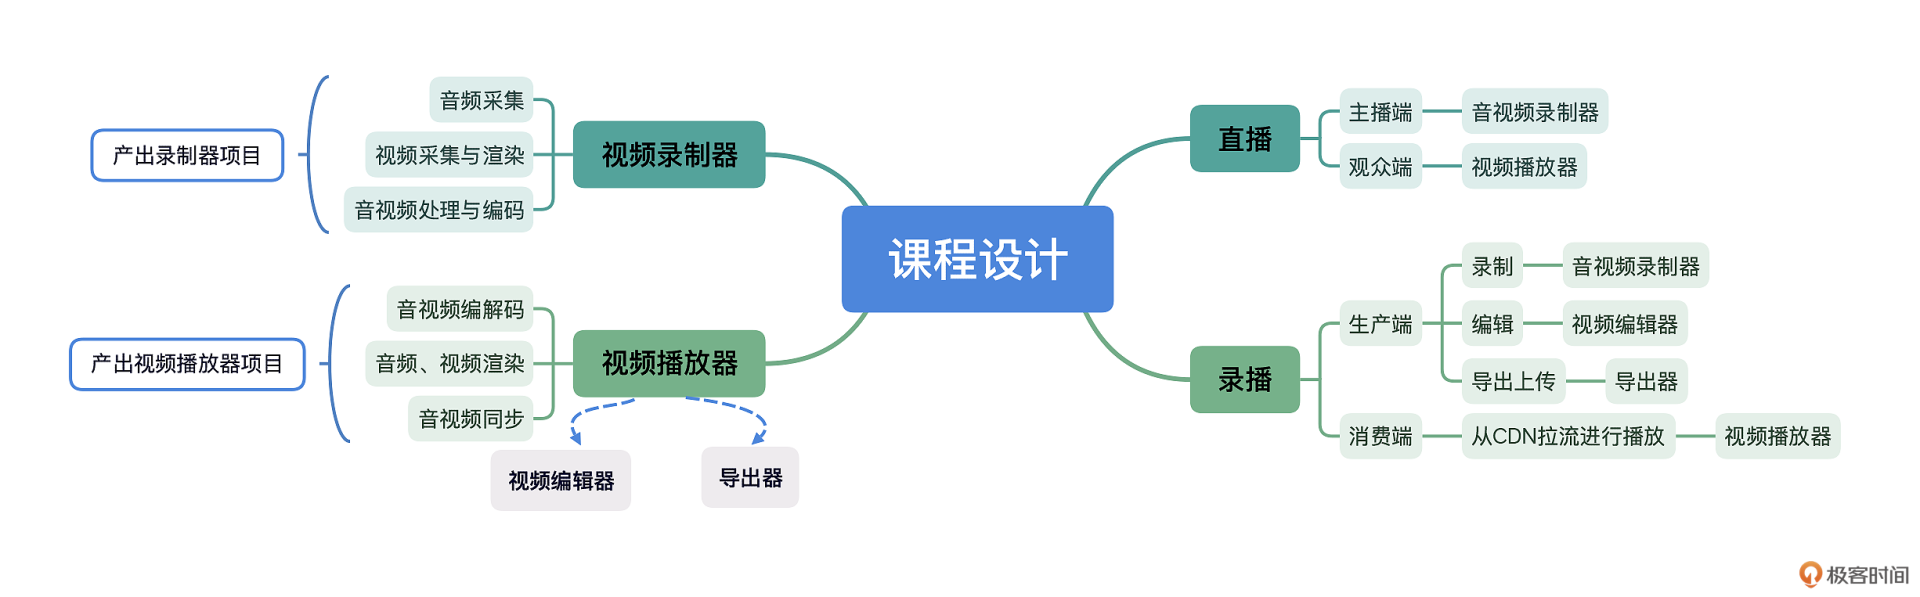 课程设计
视频录制器
音频采集
视频采集与渲染
音视频处理与编码
产出录制器项目
视频播放器
音视频编解码
音频、视频渲染
音视频同步
产出视频播放器项目
视频编辑器
导出器
直播
主播端
音视频录制器
观众端
视频播放器
录播
生产端
录制
音视频录制器
编辑
视频编辑器
导出上传
导出器
消费端
从CDN拉流进行播放
视频播放器
极客时间